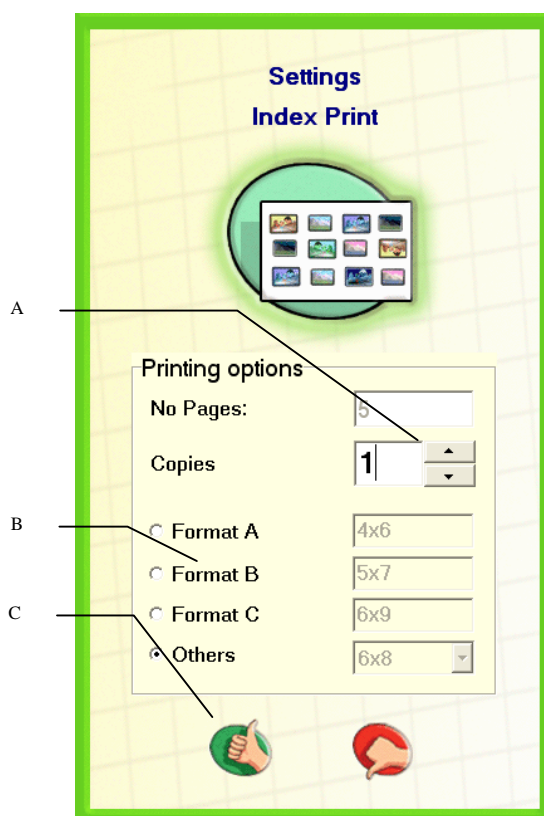 Settings
Index Print
A
Printing options
No Pages: 5
Copies 1
B
Format A 4x6
Format B 5x7
C
Format C 6x9
Others 6x8